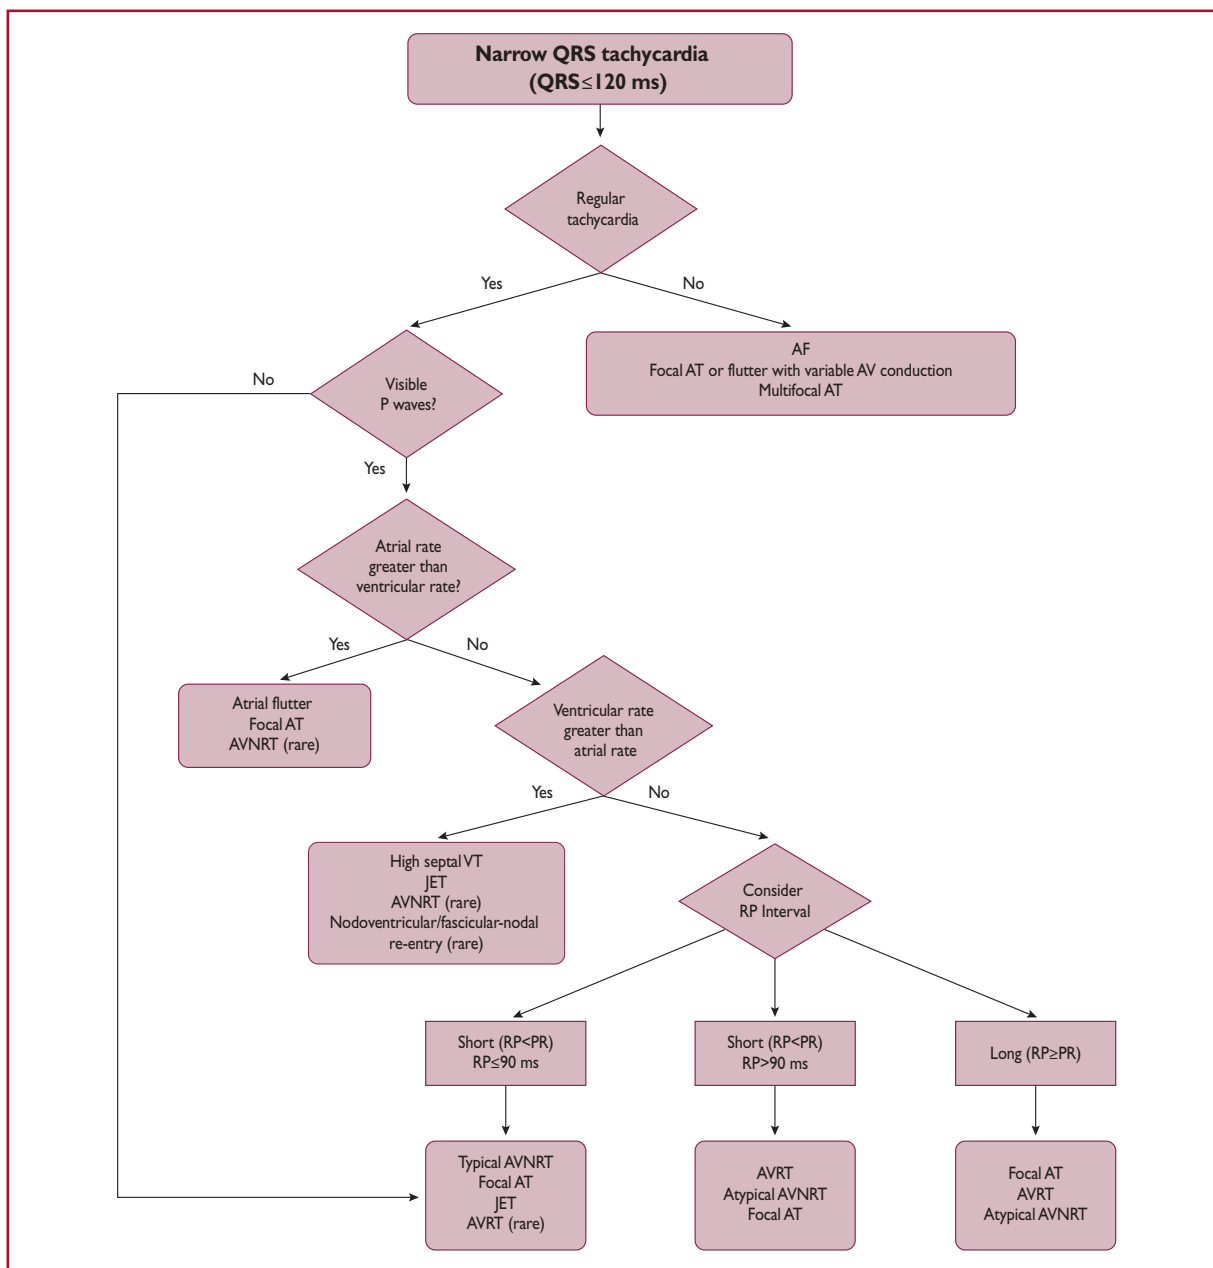 Narrow QRS tachycardia
(QRS≤120 ms)
Regular
tachycardia
Yes
No
AF
Focal AT or flutter with variable AV conduction
Multifocal AT
No
Visible
P waves?
Yes
Atrial rate
greater than
ventricular rate?
Yes
No
Atrial flutter
Focal AT
AVNRT (rare)
Ventricular rate
greater than
atrial rate
Yes
No
High septal VT
JET
AVNRT (rare)
Nodoventricular/fascicular-nodal
re-entry (rare)
Consider
RP Interval
Short (RP<PR)
RP≤90 ms
Short (RP<PR)
RP>90 ms
Long (RP≥PR)
Typical AVNRT
Focal AT
JET
AVRT (rare)
AVRT
Atypical AVNRT
Focal AT
Focal AT
AVRT
Atypical AVNRT